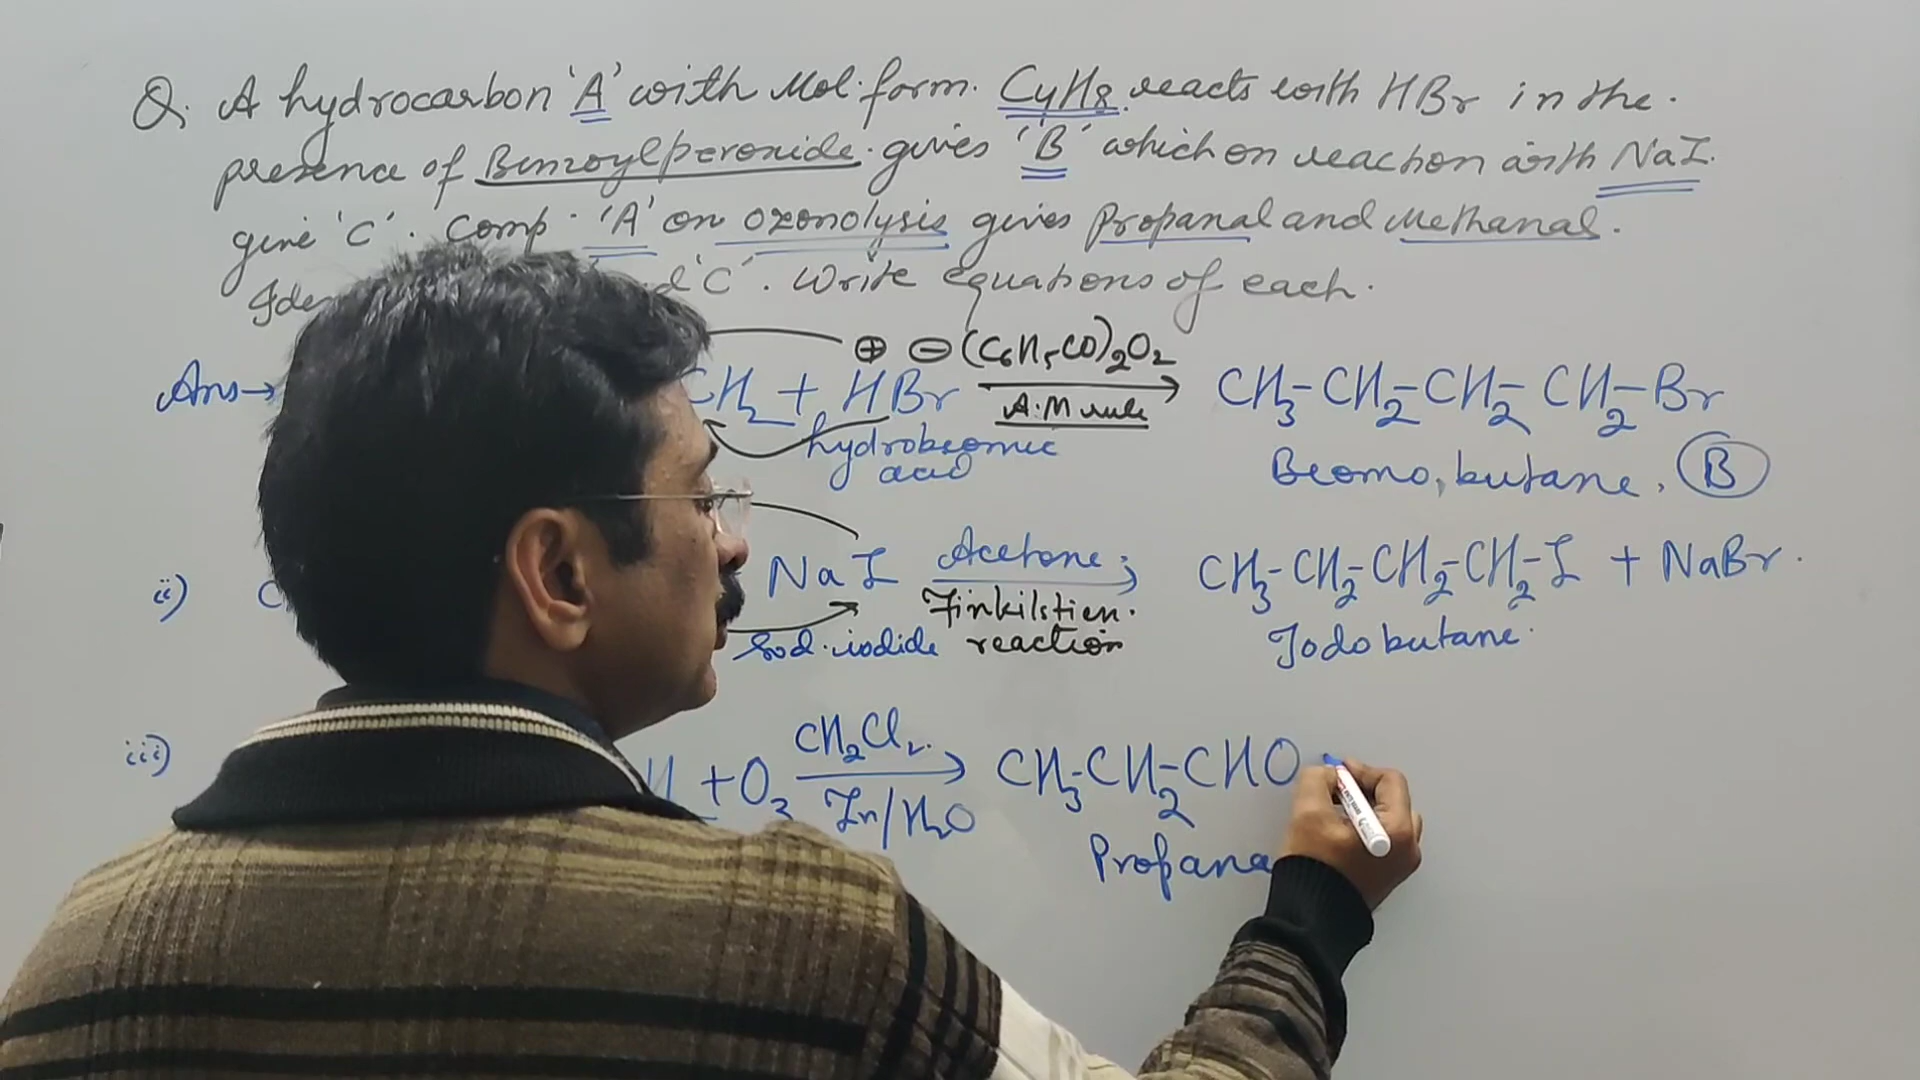 Q. A hydrocarbon 'A' with Mol. form. C4H8 reacts with HBr in the.
presence of Benzoylperoxide. gives 'B' which on reaction with NaI.
give 'C'. Comp. 'A' on ozonolysis gives Propanal and Methanal.
'C'. Write equations of each.
⊕ ⊖ (C6H5CO)2O2
Ans→ CH2 + HBr → CH3-CH2-CH2-CH2-Br
A.M rule
hydrobromic
acid
Bromo, butane. B
ii) NaI Acetone → CH3-CH2-CH2-CH2-I + NaBr.
Finkilstien.
Sod. iodide reaction Iodobutane.
CH2Cl2.
iii) H + O3 → CH3-CH2-CHO
Zn/H2O
Propana